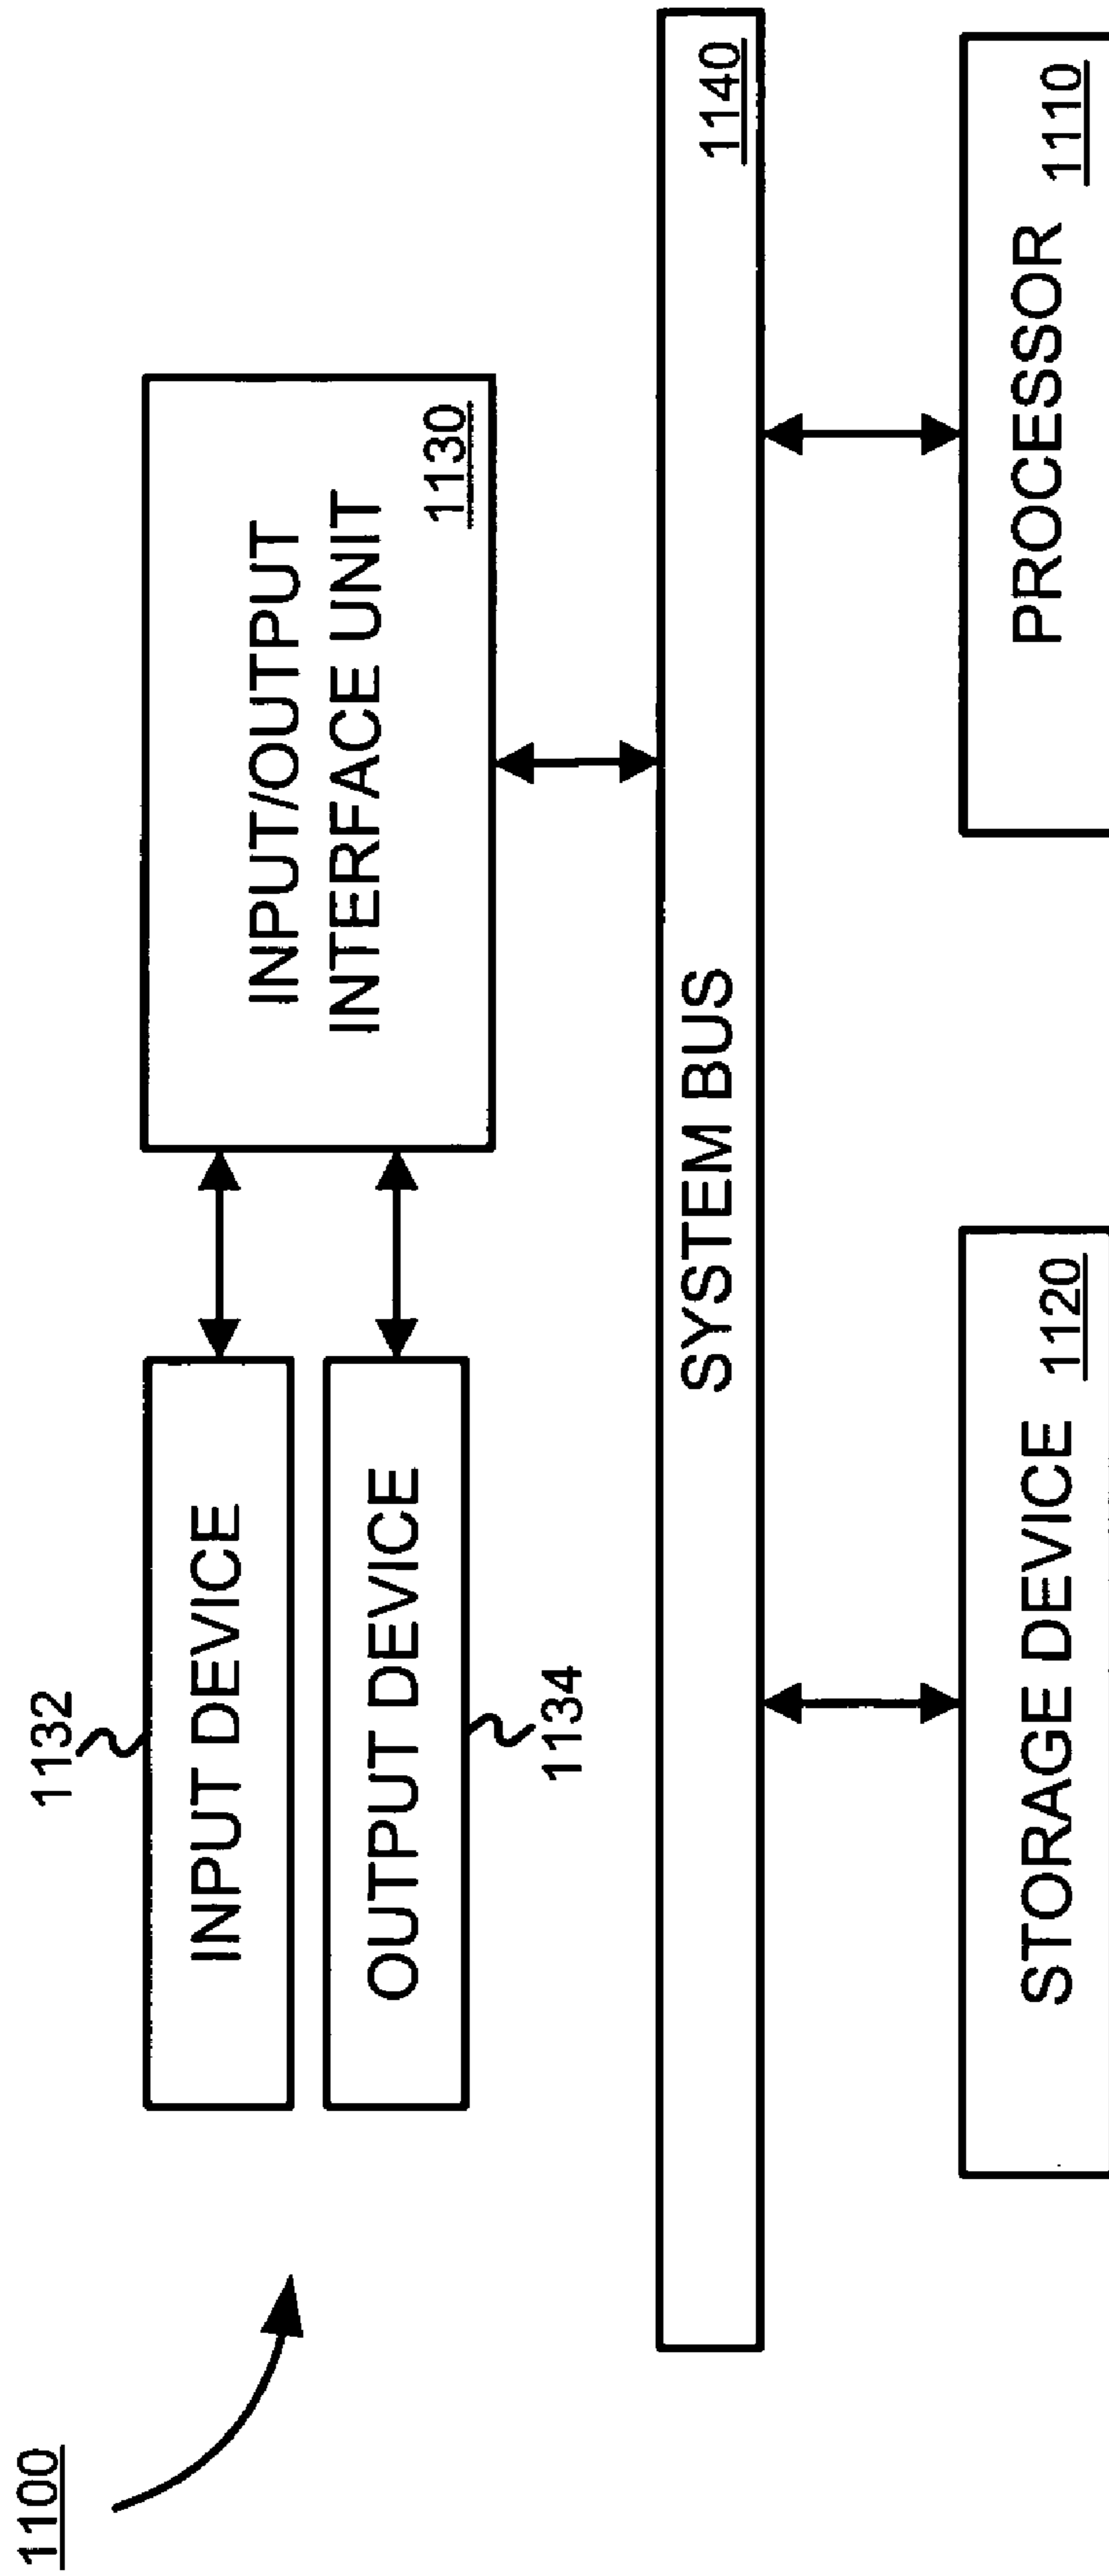 1100
1132
INPUT DEVICE
OUTPUT DEVICE
1134
INPUT/OUTPUT
INTERFACE UNIT
1130
SYSTEM BUS
1140
STORAGE DEVICE
1120
PROCESSOR
1110